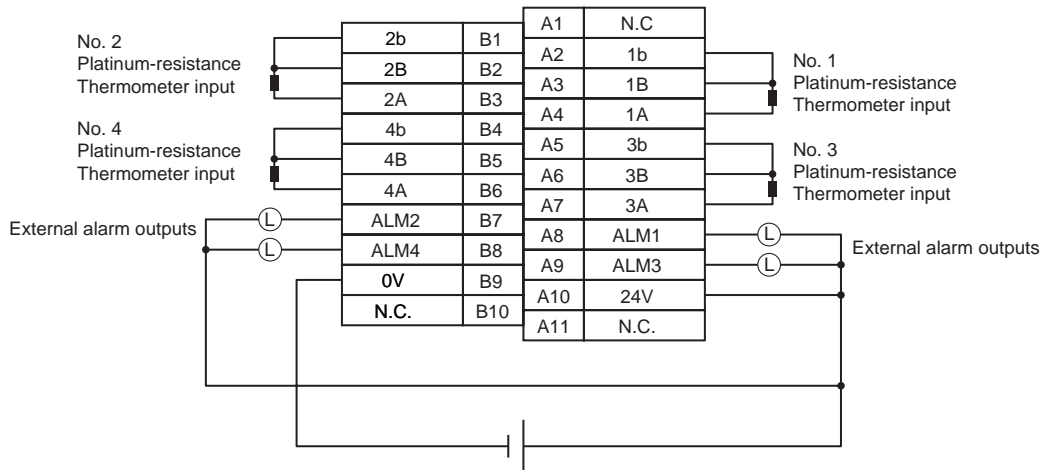 No. 2
Platinum-resistance
Thermometer input
No. 4
Platinum-resistance
Thermometer input
External alarm outputs
2b B1
2B B2
2A B3
4b B4
4B B5
4A B6
ALM2 B7
ALM4 B8
0V B9
N.C. B10
L
L
A1 N.C
A2 1b
A3 1B
A4 1A
A5 3b
A6 3B
A7 3A
A8 ALM1
A9 ALM3
A10 24V
A11 N.C.
L
L
No. 1
Platinum-resistance
Thermometer input
No. 3
Platinum-resistance
Thermometer input
External alarm outputs